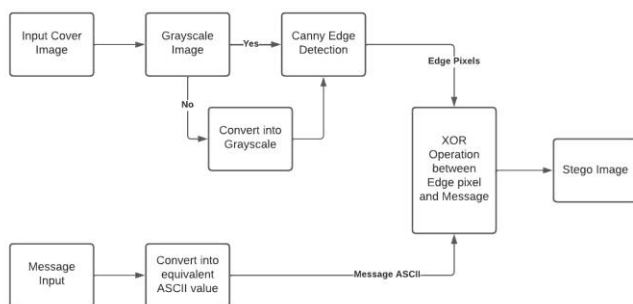 Input Cover
Image
Grayscale
Image
Yes
Canny Edge
Detection
Edge Pixels
No
Convert into
Grayscale
XOR
Operation
between
Edge pixel
and Message
Stego Image
Message
Input
Convert into
equivalent
ASCII value
Message ASCII